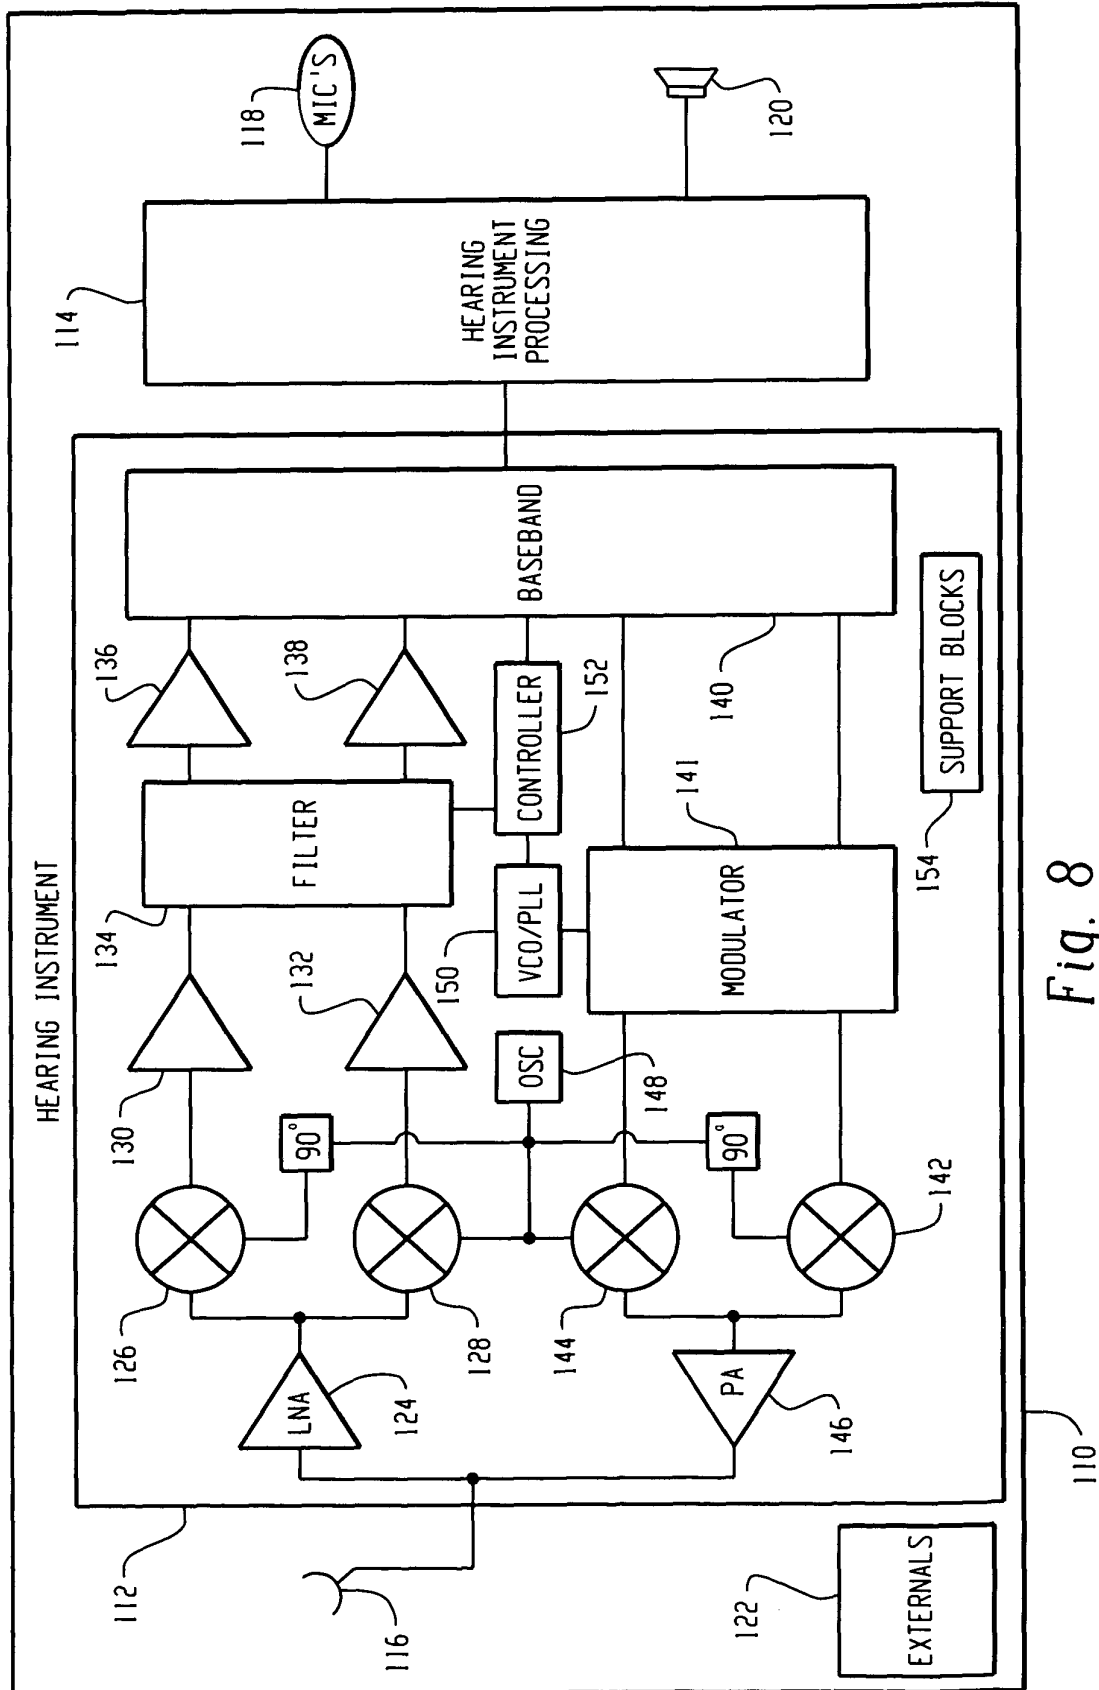 HEARING INSTRUMENT
112
116
122
EXTERNALS
110
LNA
124
126
128
90°
130
132
134
FILTER
136
138
OSC
148
150
VCO/PLL
CONTROLLER
152
BASEBAND
140
144
PA
146
90°
142
MODULATOR
141
154
SUPPORT BLOCKS
114
HEARING
INSTRUMENT
PROCESSING
118
MIC'S
120
Fig. 8